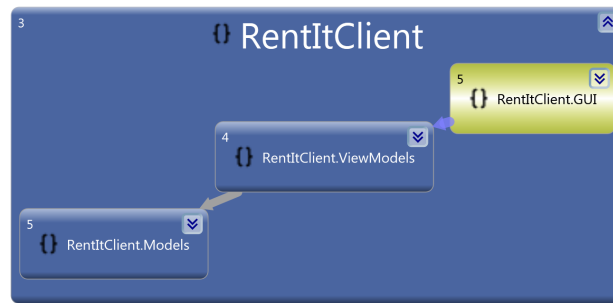 3
{} RentItClient
5
{} RentItClient.GUI
4
{} RentItClient.ViewModels
5
{} RentItClient.Models